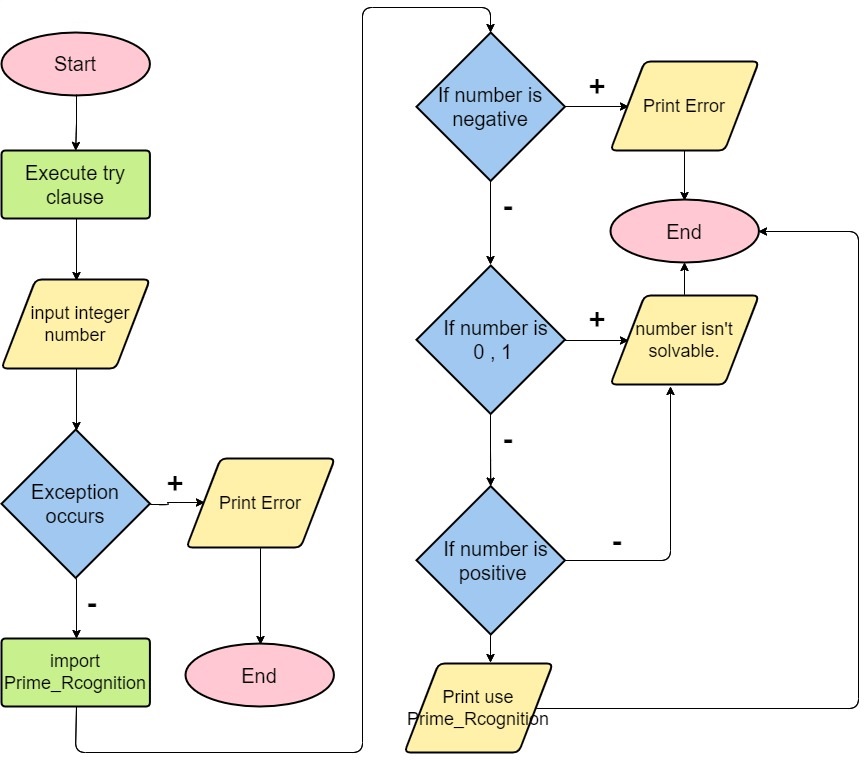 Start
Execute try
clause
input integer
number
Exception
occurs
+
Print Error
End
-
import
Prime_Rcognition
If number is
negative
+
Print Error
End
-
If number is
0 , 1
+
number isn't
solvable.
-
If number is
positive
-
Print use
Prime_Rcognition